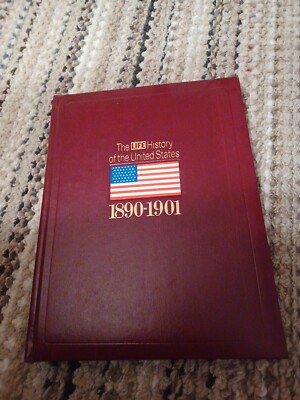 The LIFE History
of the United States
1890-1901